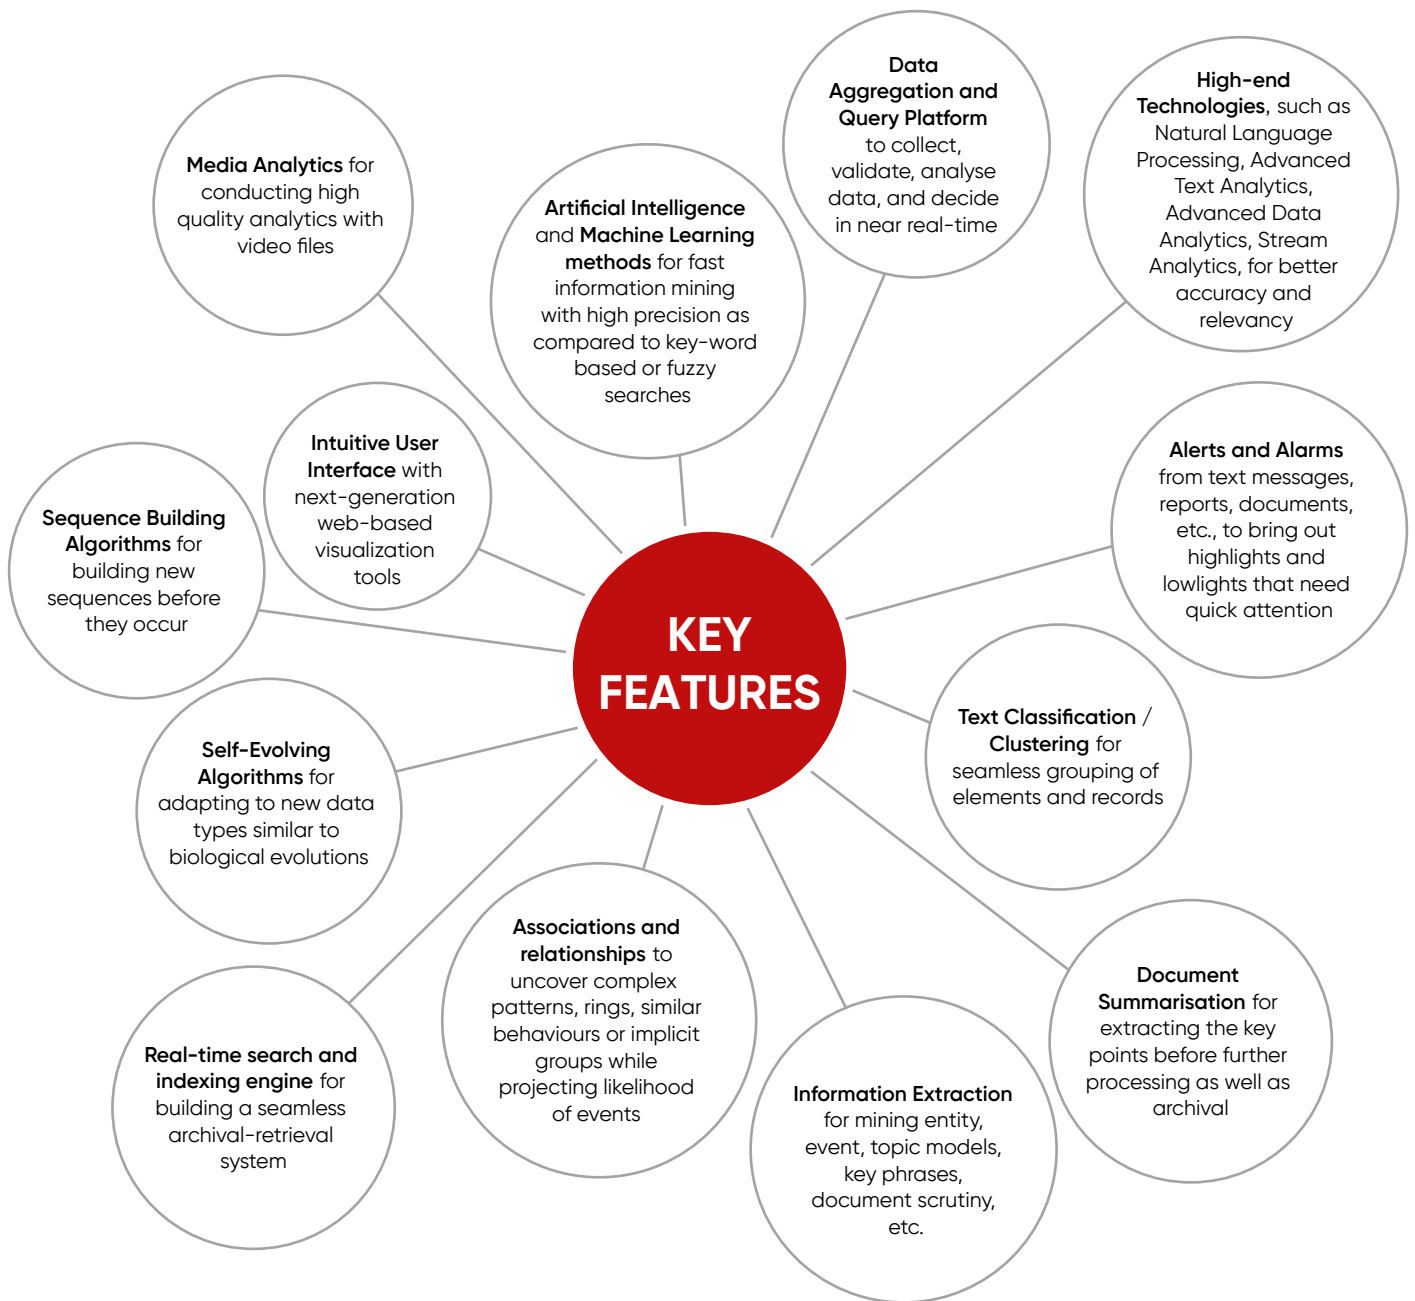 Media Analytics for
conducting high
quality analytics with
video files
Artificial Intelligence
and Machine Learning
methods for fast
information mining
with high precision as
compared to key-word
based or fuzzy
searches
Data
Aggregation and
Query Platform
to collect,
validate, analyse
data, and decide
in near real-time
High-end
Technologies, such as
Natural Language
Processing, Advanced
Text Analytics,
Advanced Data
Analytics, Stream
Analytics, for better
accuracy and
relevancy
Intuitive User
Interface with
next-generation
web-based
visualization
tools
Alerts and Alarms
from text messages,
reports, documents,
etc., to bring out
highlights and
lowlights that need
quick attention
Sequence Building
Algorithms for
building new
sequences before
they occur
KEY
FEATURES
Text Classification /
Clustering for
seamless grouping of
elements and records
Self-Evolving
Algorithms for
adapting to new data
types similar to
biological evolutions
Associations and
relationships to
uncover complex
patterns, rings, similar
behaviours or implicit
groups while
projecting likelihood
of events
Document
Summarisation for
extracting the key
points before further
processing as well as
archival
Real-time search and
indexing engine for
building a seamless
archival-retrieval
system
Information Extraction
for mining entity,
event, topic models,
key phrases,
document scrutiny,
etc.